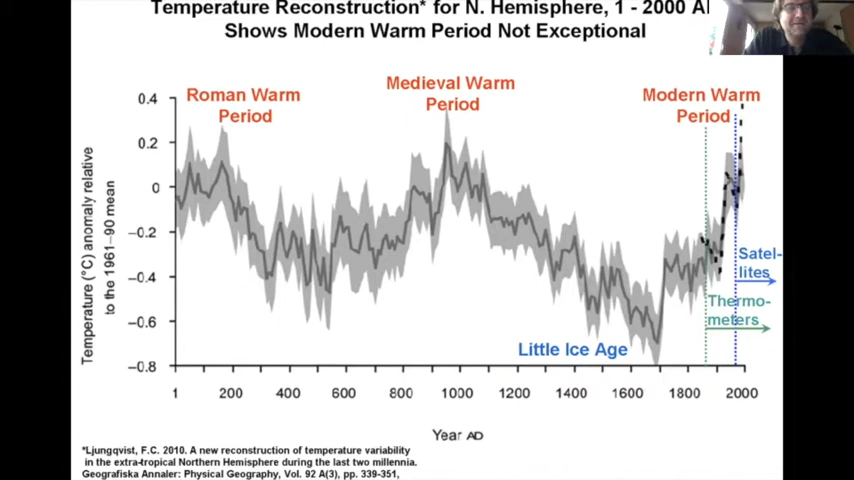 Temperature Reconstruction* for N. Hemisphere, 1 - 2000
Shows Modern Warm Period Not Exceptional
Roman Warm
Period
Medieval Warm
Period
Modern Warm
Period
Temperature (°C) anomaly relative
to the 1961–90 mean
0.4
0.2
0
−0.2
−0.4
−0.6
−0.8
Satel-
lites
Thermo-
meters
Little Ice Age
1 200 400 600 800 1000 1200 1400 1600 1800 2000
Year AD
*Ljungqvist, F.C. 2010. A new reconstruction of temperature variability
in the extra-tropical Northern Hemisphere during the last two millennia.
Geografiska Annaler: Physical Geography, Vol. 92 A(3), pp. 339-351,